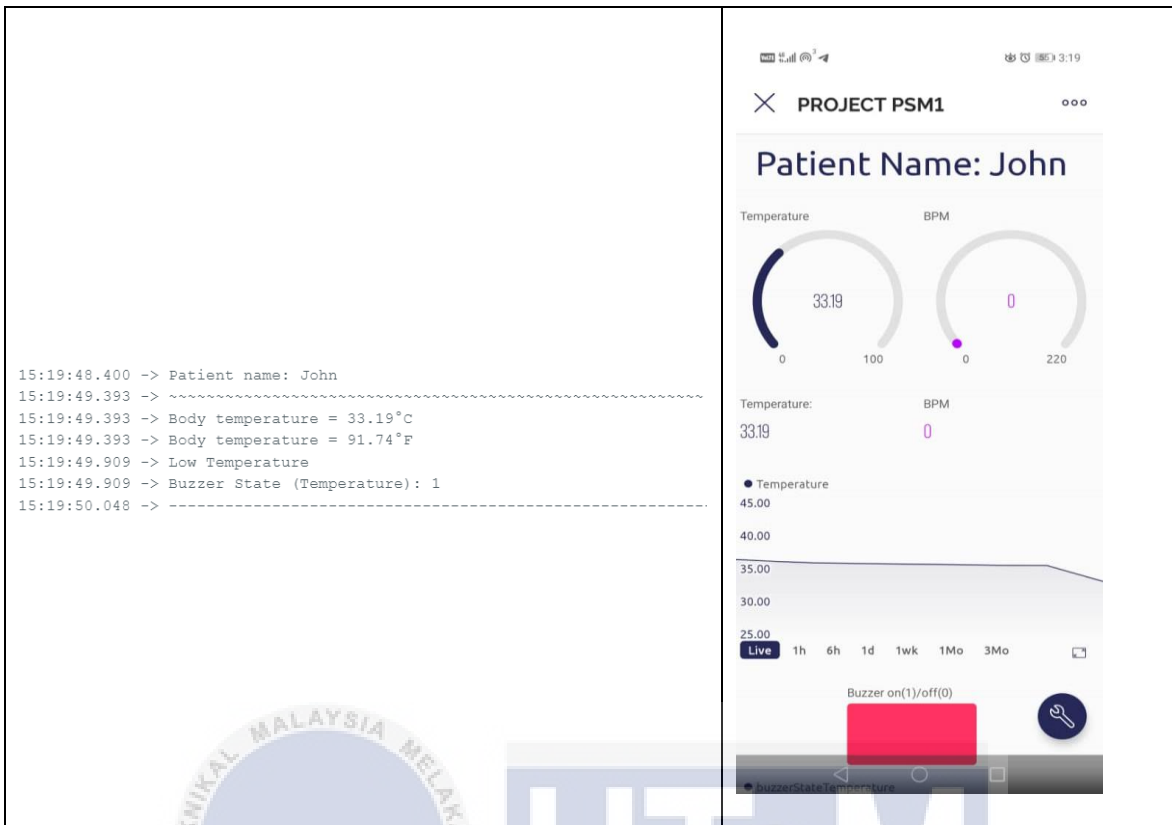 15:19:48.400 -> Patient name: John
15:19:49.393 -> ~~~~~~~~~~~~~~~~~~~~~~~~~~~~~~~~~~~~~~~~~~~~~~~~~~~~~~~~~
15:19:49.393 -> Body temperature = 33.19°C
15:19:49.393 -> Body temperature = 91.74°F
15:19:49.909 -> Low Temperature
15:19:49.909 -> Buzzer State (Temperature): 1
15:19:50.048 -> ----------------------------------------------------------
3:19
PROJECT PSM1
Patient Name: John
Temperature BPM
33.19 0
0 100 0 220
Temperature: BPM
33.19 0
Temperature
45.00
40.00
35.00
30.00
25.00
Live 1h 6h 1d 1wk 1Mo 3Mo
Buzzer on(1)/off(0)
buzzerStateTemperature
MALAYSIA